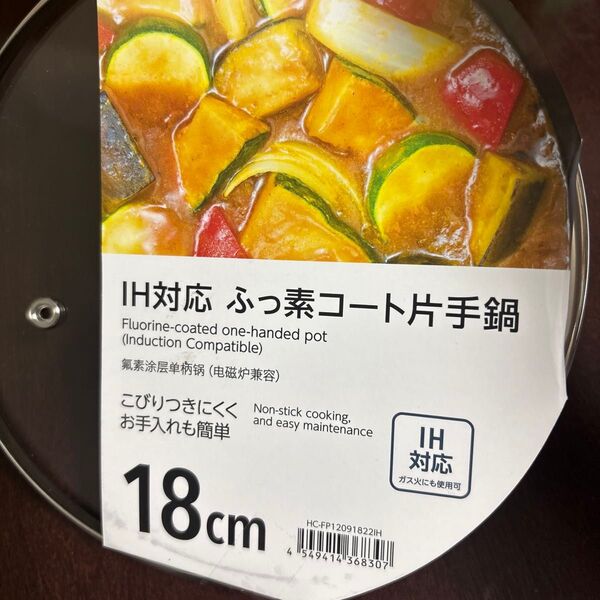 IH対応 ふっ素コート片手鍋
Fluorine-coated one-handed pot
(Induction Compatible)
氟素涂层单柄锅(电磁炉兼容)
こびりつきにくく
お手入れも簡単
Non-stick cooking,
and easy maintenance
IH
対応
ガス火にも使用可
18cm
HC-FP12091822IH
4 549414 368307